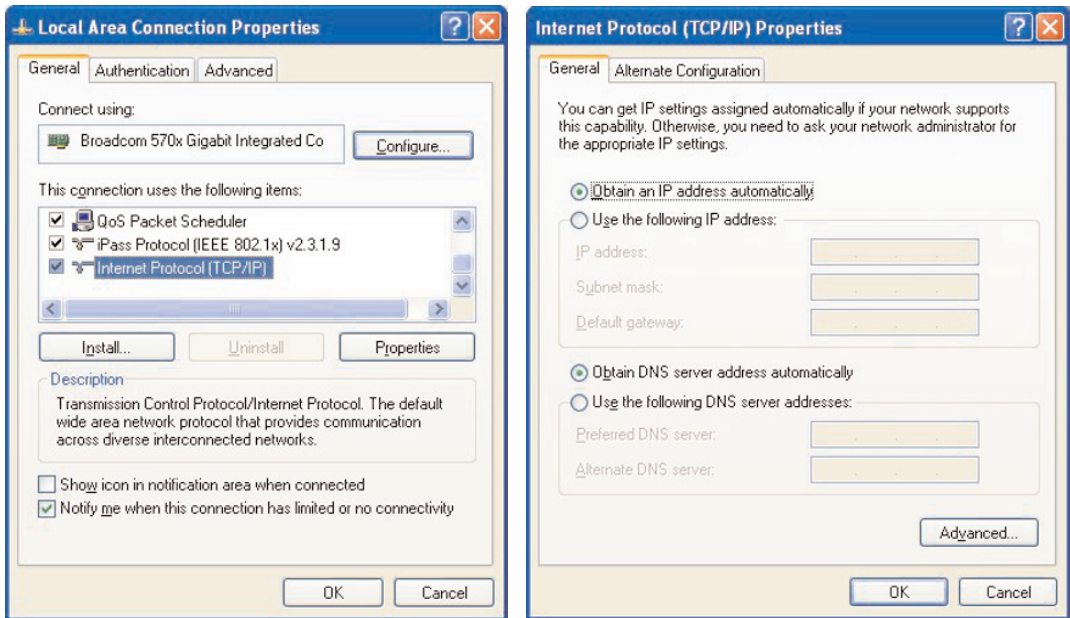 Local Area Connection Properties
General
Authentication
Advanced
Connect using:
Broadcom 570x Gigabit Integrated Co
Configure...
This connection uses the following items:
QoS Packet Scheduler
iPass Protocol (IEEE 802.1x) v2.3.1.9
Internet Protocol (TCP/IP)
Install...
Uninstall
Properties
Description
Transmission Control Protocol/Internet Protocol. The default
wide area network protocol that provides communication
across diverse interconnected networks.
Show icon in notification area when connected
Notify me when this connection has limited or no connectivity
OK
Cancel
Internet Protocol (TCP/IP) Properties
General
Alternate Configuration
You can get IP settings assigned automatically if your network supports
this capability. Otherwise, you need to ask your network administrator for
the appropriate IP settings.
Obtain an IP address automatically
Use the following IP address:
IP address:
Subnet mask:
Default gateway:
Obtain DNS server address automatically
Use the following DNS server addresses:
Preferred DNS server:
Alternate DNS server:
Advanced...
OK
Cancel